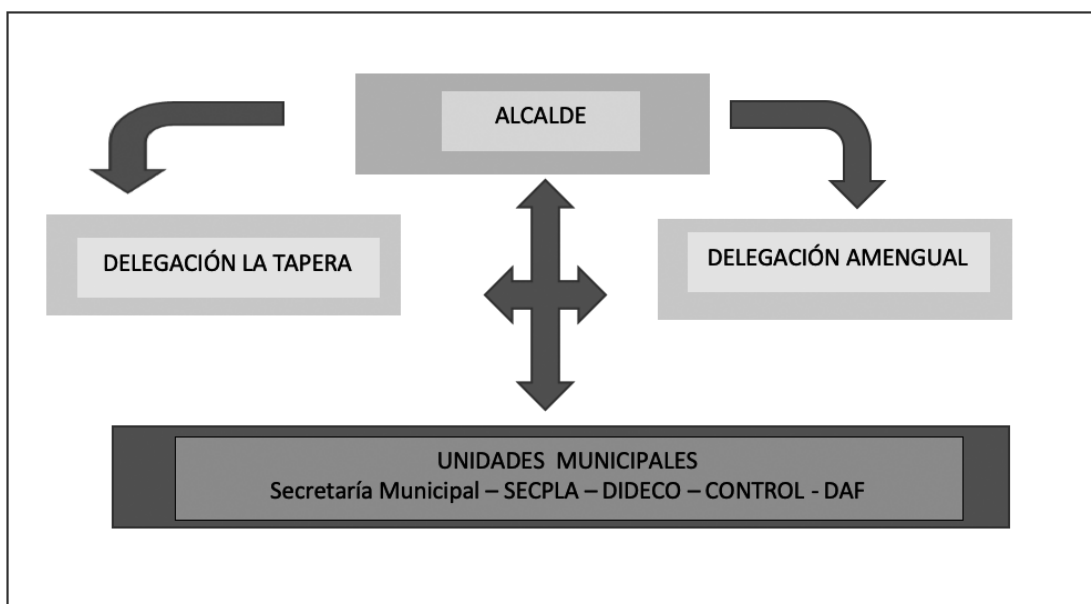 ALCALDE
DELEGACIÓN LA TAPERA
DELEGACIÓN AMENGUAL
UNIDADES MUNICIPALES
Secretaría Municipal – SECPLA – DIDECO – CONTROL - DAF